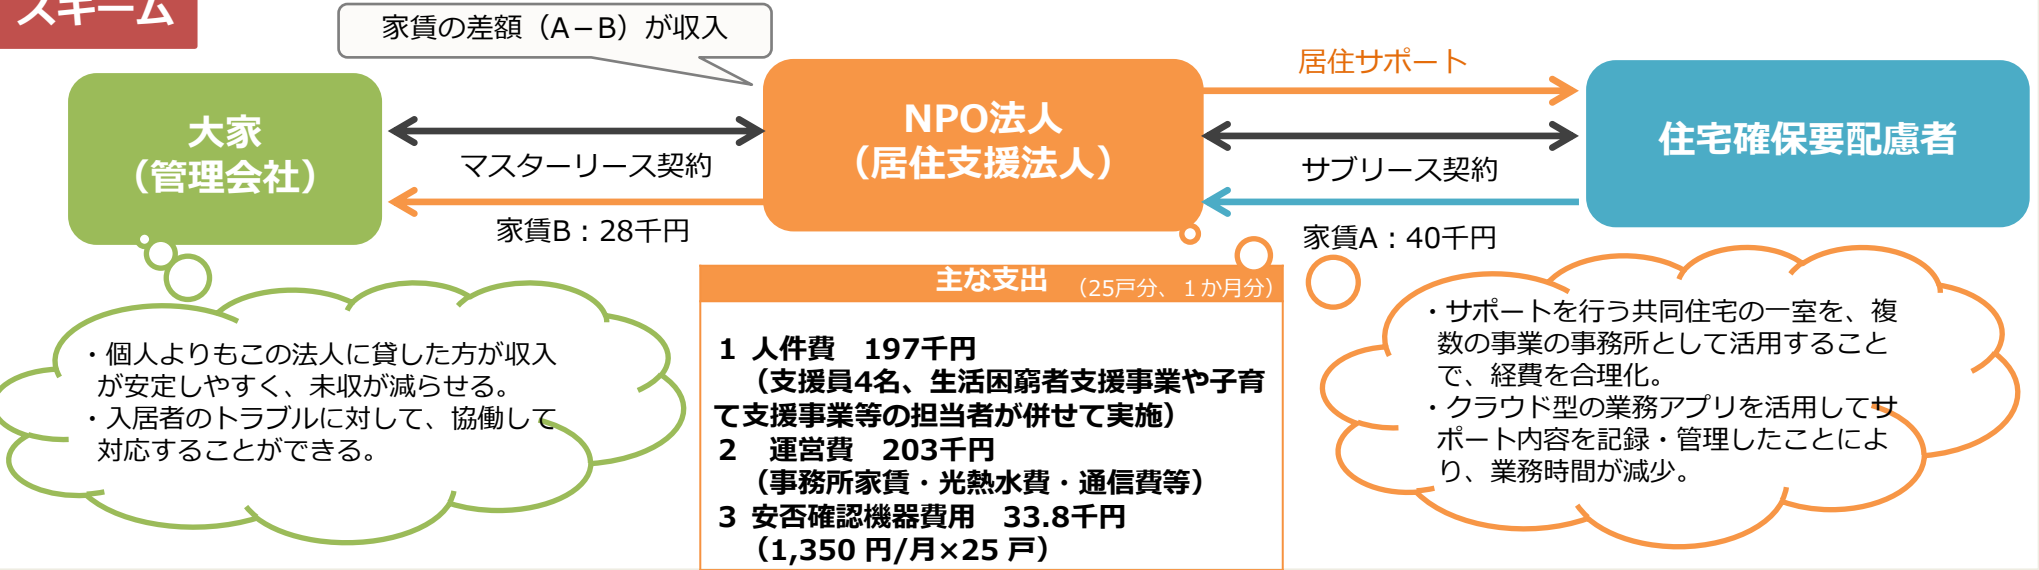 スキーム
家賃の差額（A－B）が収入
大家
（管理会社）
マスターリース契約
家賃B：28千円
NPO法人
（居住支援法人）
居住サポート
サブリース契約
家賃A：40千円
住宅確保要配慮者
・個人よりもこの法人に貸した方が収入
が安定しやすく、未収が減らせる。
・入居者のトラブルに対して、協働して
対応することができる。
主な支出 （25戸分、１か月分）
1 人件費　197千円
（支援員4名、生活困窮者支援事業や子育
て支援事業等の担当者が併せて実施）
2　運営費　203千円
（事務所家賃・光熱水費・通信費等）
3 安否確認機器費用　33.8千円
（1,350 円/月×25 戸）
・サポートを行う共同住宅の一室を、複
数の事業の事務所として活用すること
で、経費を合理化。
・クラウド型の業務アプリを活用してサ
ポート内容を記録・管理したことによ
り、業務時間が減少。